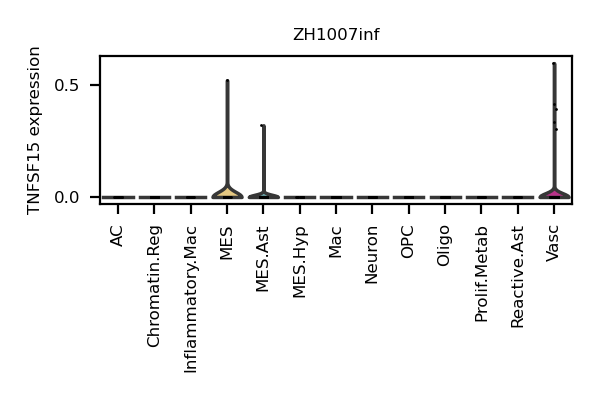 ZH1007inf
TNFSF15 expression
0.5
0.0
AC
Chromatin.Reg
Inflammatory.Mac
MES
MES.Ast
MES.Hyp
Mac
Neuron
OPC
Oligo
Prolif.Metab
Reactive.Ast
Vasc